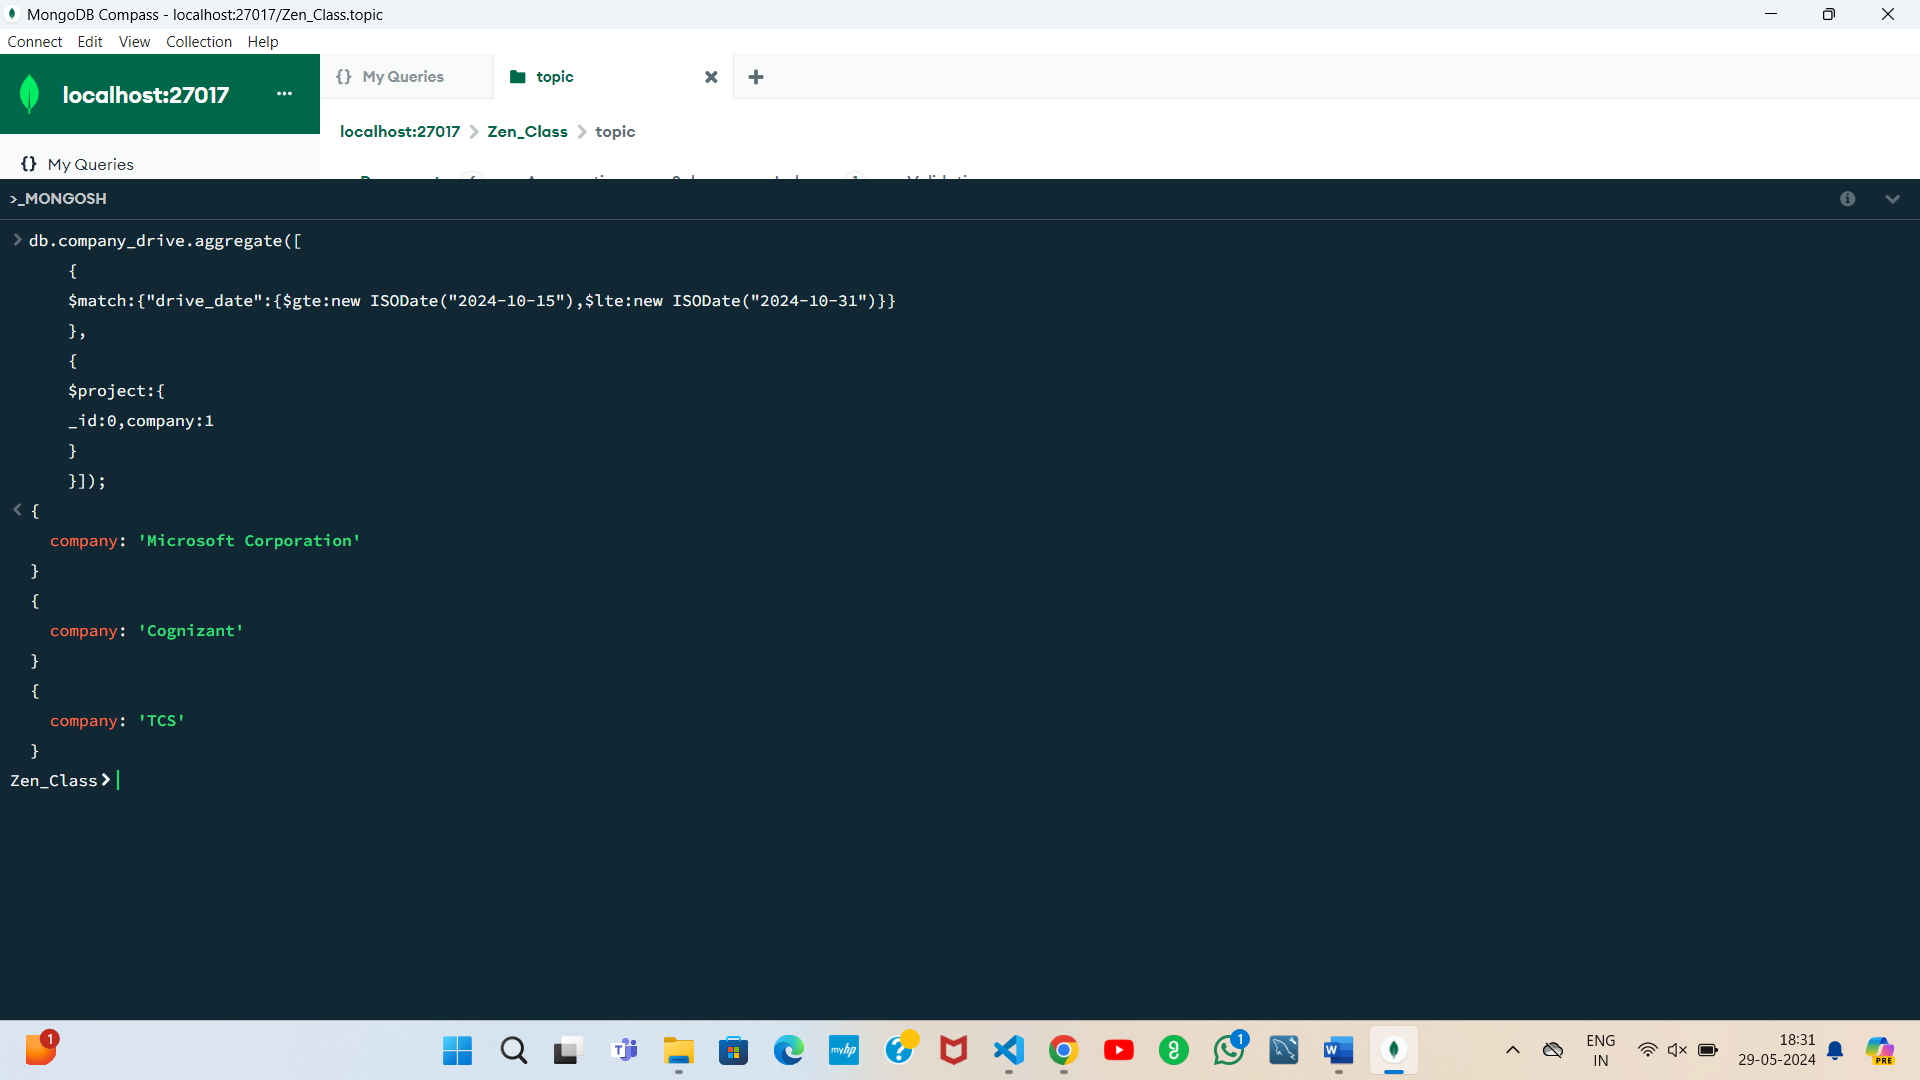 MongoDB Compass - localhost:27017/Zen_Class.topic
Connect Edit View Collection Help
localhost:27017 ...
{} My Queries
topic
localhost:27017 > Zen_Class > topic
{} My Queries
>_MONGOSH
> db.company_drive.aggregate([
{
$match:{"drive_date":{$gte:new ISODate("2024-10-15"),$lte:new ISODate("2024-10-31")}}
},
{
$project:{
_id:0,company:1
}
}]);
< {
company: 'Microsoft Corporation'
}
{
company: 'Cognizant'
}
{
company: 'TCS'
}
Zen_Class>
1
myhp
1
W
ENG
IN
18:31
29-05-2024
PRE